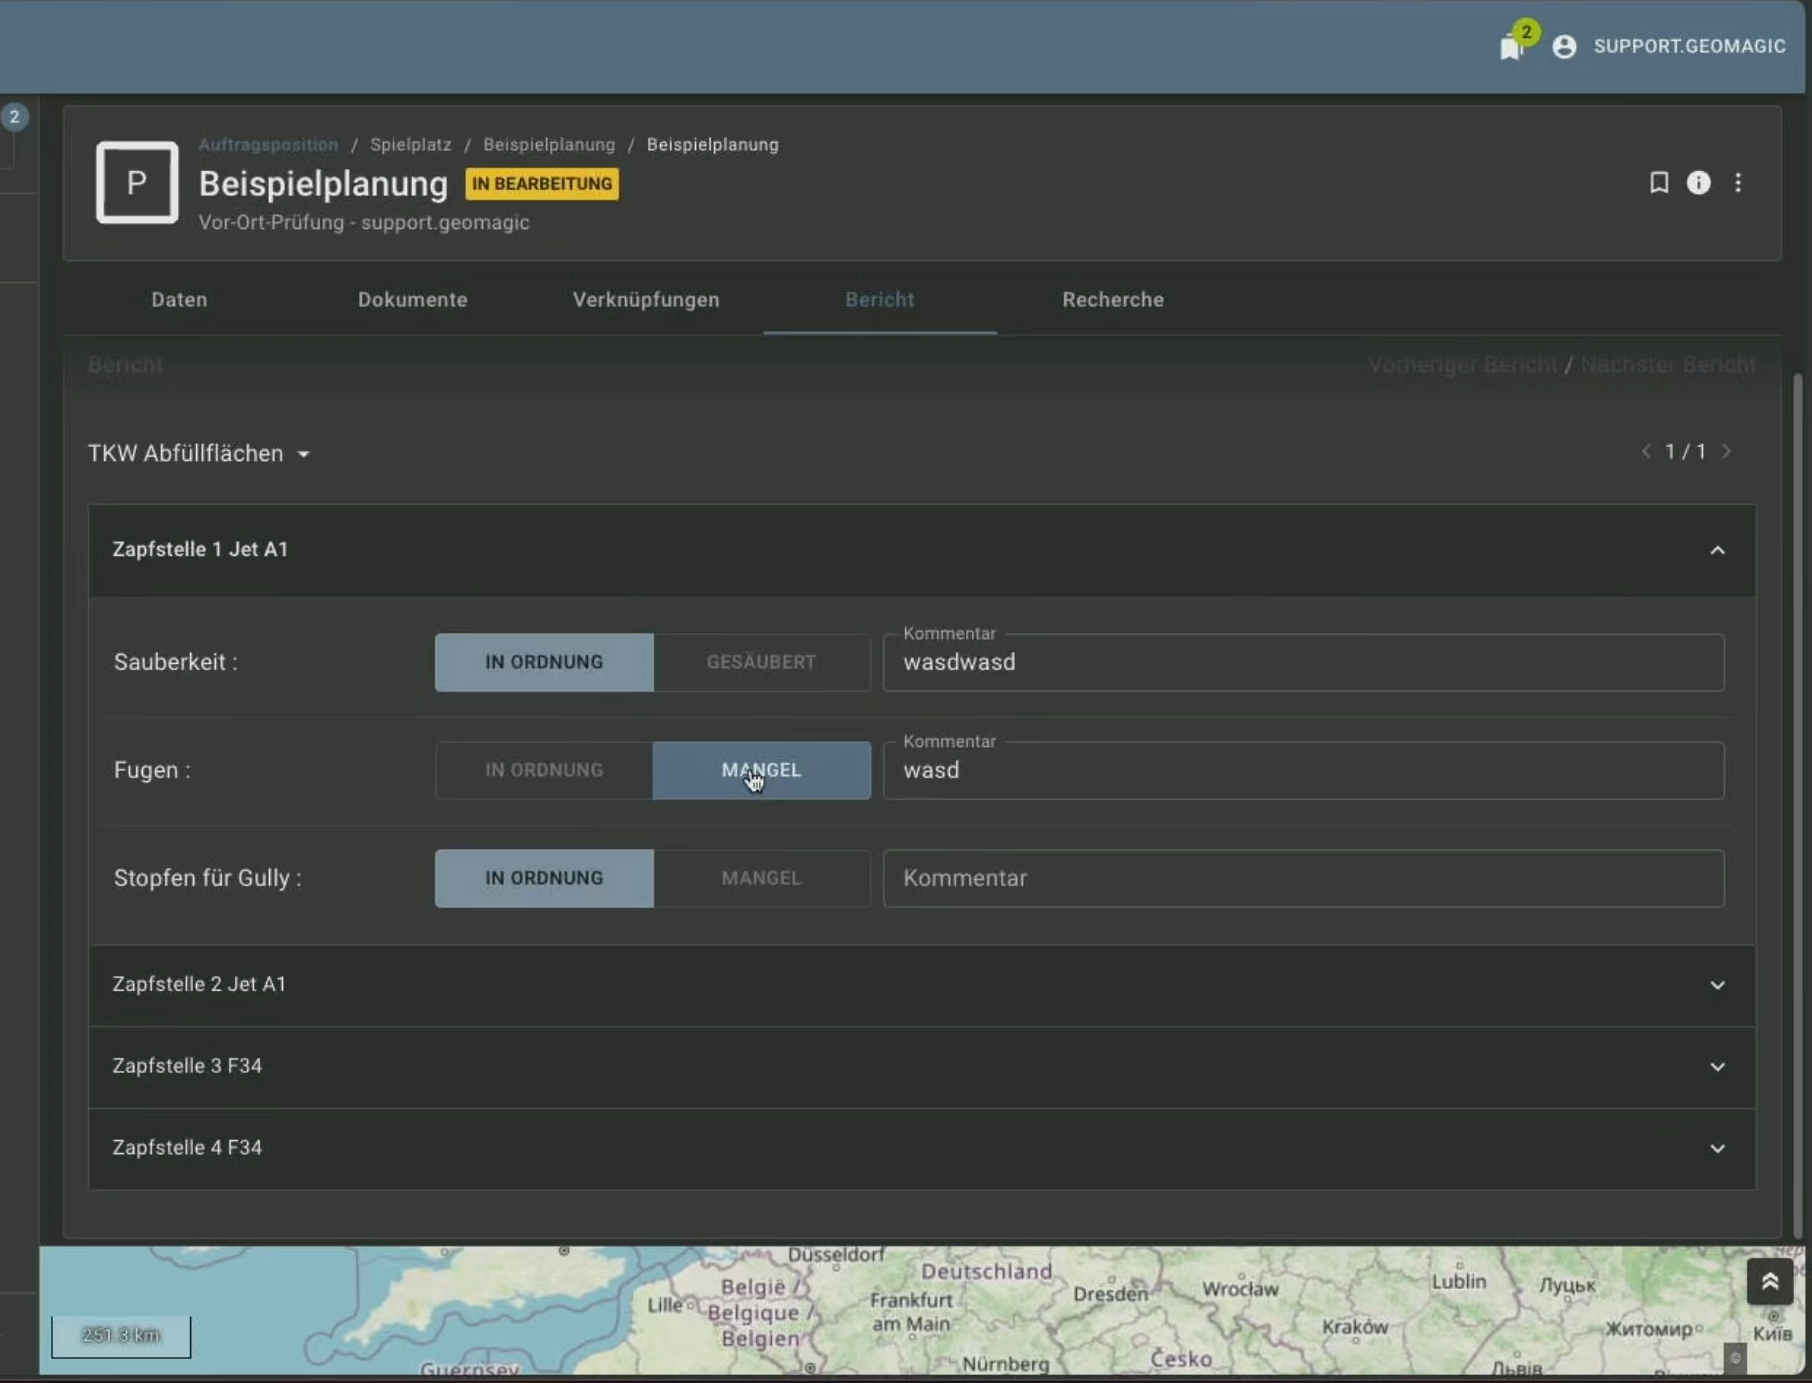 2
SUPPORT.GEOMAGIC
2
Auftragsposition / Spielplatz / Beispielplanung / Beispielplanung
P
Beispielplanung IN BEARBEITUNG
Vor-Ort-Prüfung - support.geomagic
Daten Dokumente Verknüpfungen Bericht Recherche
Bericht Vorheriger Bericht / Nächster Bericht
TKW Abfüllflächen 1 / 1
Zapfstelle 1 Jet A1
Kommentar
Sauberkeit : IN ORDNUNG GESÄUBERT wasdwasd
Kommentar
Fugen : IN ORDNUNG MANGEL wasd
Stopfen für Gully : IN ORDNUNG MANGEL Kommentar
Zapfstelle 2 Jet A1
Zapfstelle 3 F34
Zapfstelle 4 F34
Düsseldorf
Deutschland
België /
Belgique /
Belgien
Lille
Frankfurt
am Main
Dresden
Wrocław
Lublin
Луцьк
Kraków
Житомир
Київ
251.3 km
Guernsey
Nürnberg
Česko
Львів
©